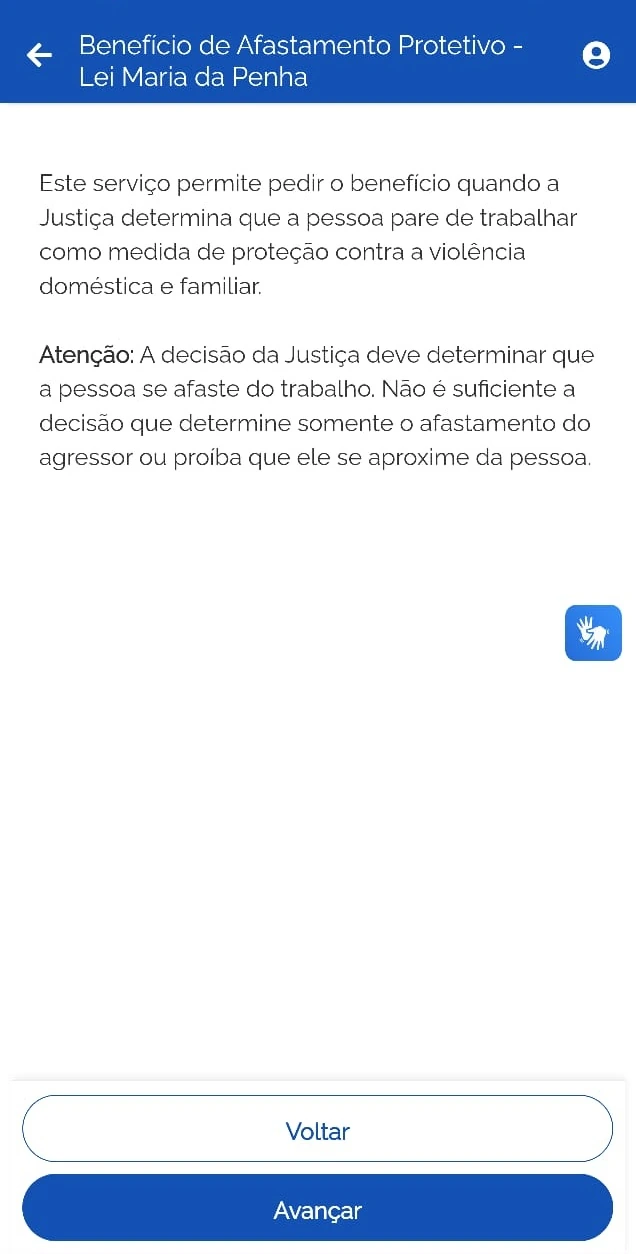 Benefício de Afastamento Protetivo -
Lei Maria da Penha
Este serviço permite pedir o benefício quando a
Justiça determina que a pessoa pare de trabalhar
como medida de proteção contra a violência
doméstica e familiar.
Atenção: A decisão da Justiça deve determinar que
a pessoa se afaste do trabalho. Não é suficiente a
decisão que determine somente o afastamento do
agressor ou proíba que ele se aproxime da pessoa.
Voltar
Avançar